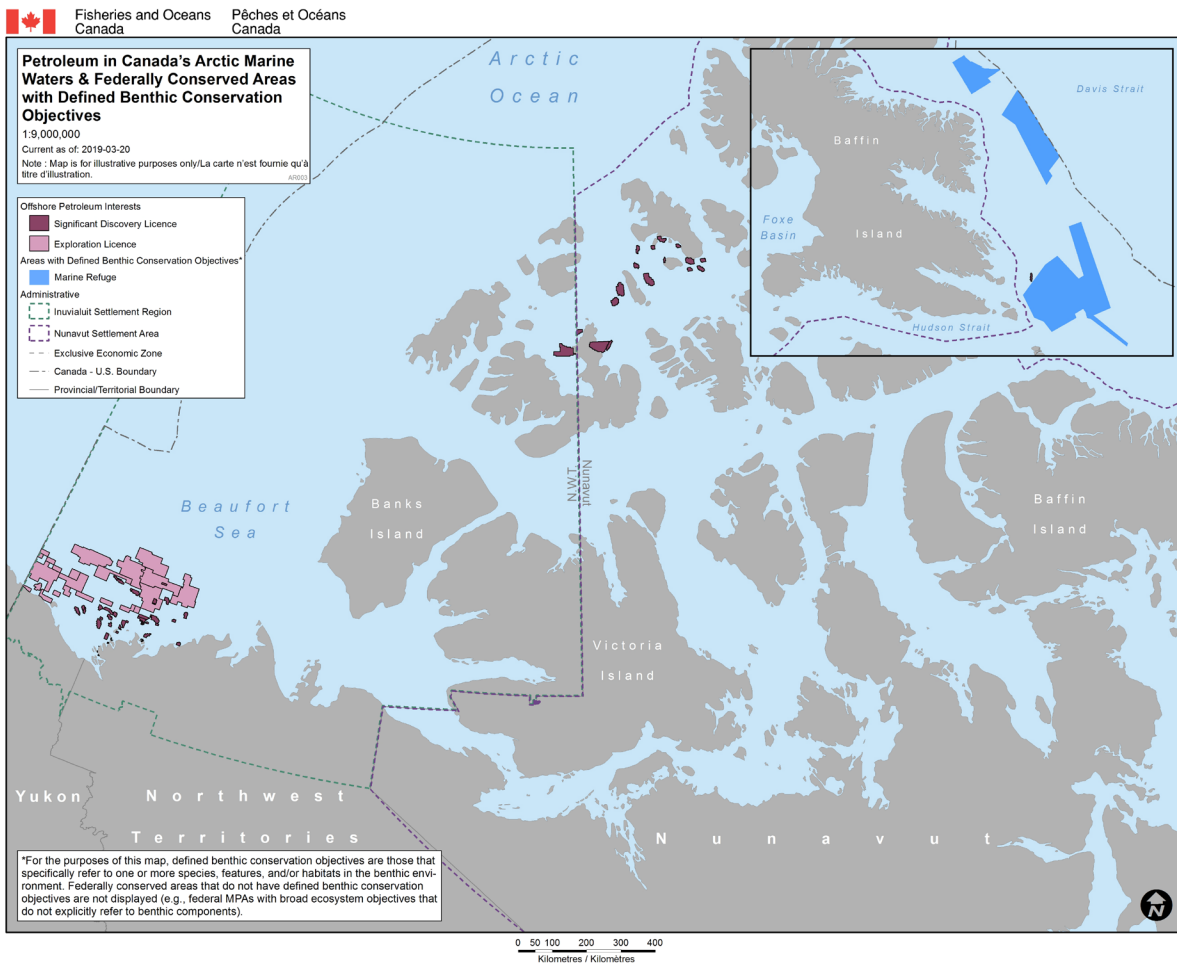 Fisheries and Oceans Pêches et Océans
Canada Canada
Petroleum in Canada's Arctic Marine
Waters & Federally Conserved Areas
with Defined Benthic Conservation
Objectives
1:9,000,000
Current as of: 2019-03-20
Note : Map is for illustrative purposes only/La carte n'est fournie qu'à
titre d'illustration.
AR003
Offshore Petroleum Interests
Significant Discovery Licence
Exploration Licence
Areas with Defined Benthic Conservation Objectives*
Marine Refuge
Administrative
Inuvialuit Settlement Region
Nunavut Settlement Area
Exclusive Economic Zone
Canada - U.S. Boundary
Provincial/Territorial Boundary
Arctic
Ocean
Davis Strait
Baffin
Island
Foxe
Basin
Hudson Strait
Beaufort
Sea
Banks
Island
Nunavut
N.W.T.
Baffin
Island
Victoria
Island
Yukon
Northwest
Territories
Nunavut
*For the purposes of this map, defined benthic conservation objectives are those that
specifically refer to one or more species, features, and/or habitats in the benthic envi-
ronment. Federally conserved areas that do not have defined benthic conservation
objectives are not displayed (e.g., federal MPAs with broad ecosystem objectives that
do not explicitly refer to benthic components).
N
0 50 100 200 300 400
Kilometres / Kilomètres